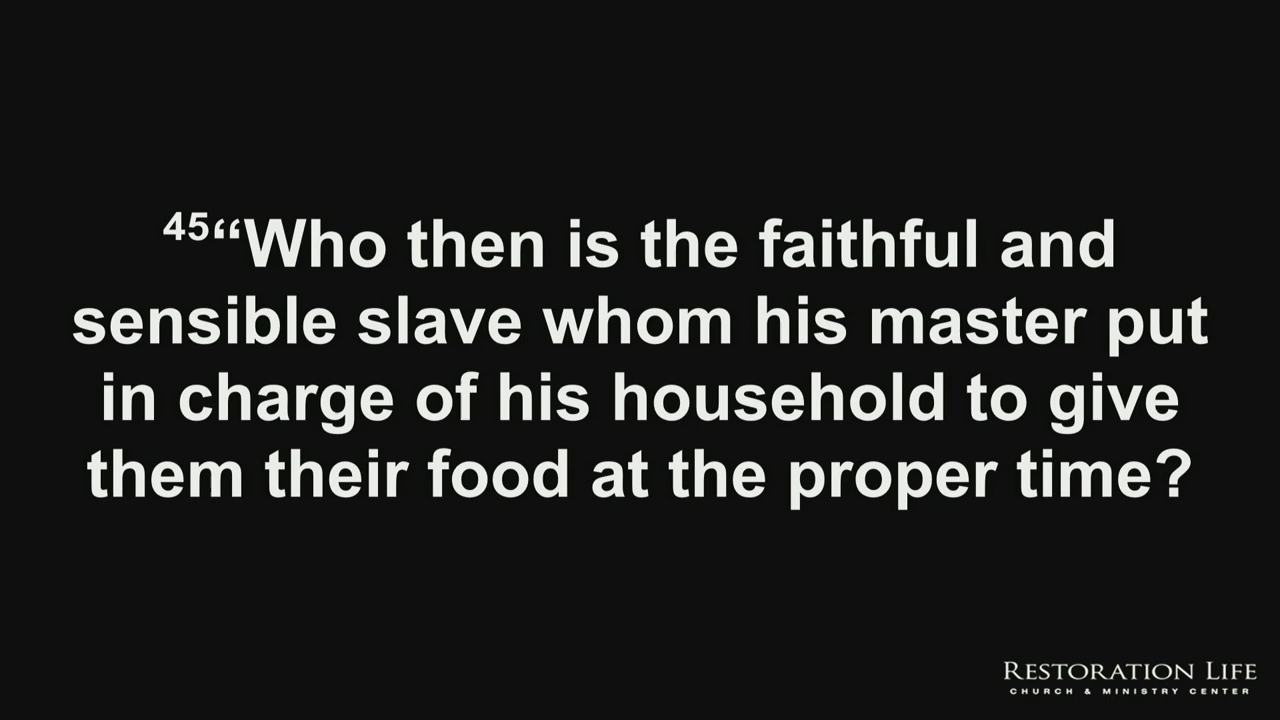 45“Who then is the faithful and
sensible slave whom his master put
in charge of his household to give
them their food at the proper time?
RESTORATION LIFE
CHURCH & MINISTRY CENTER